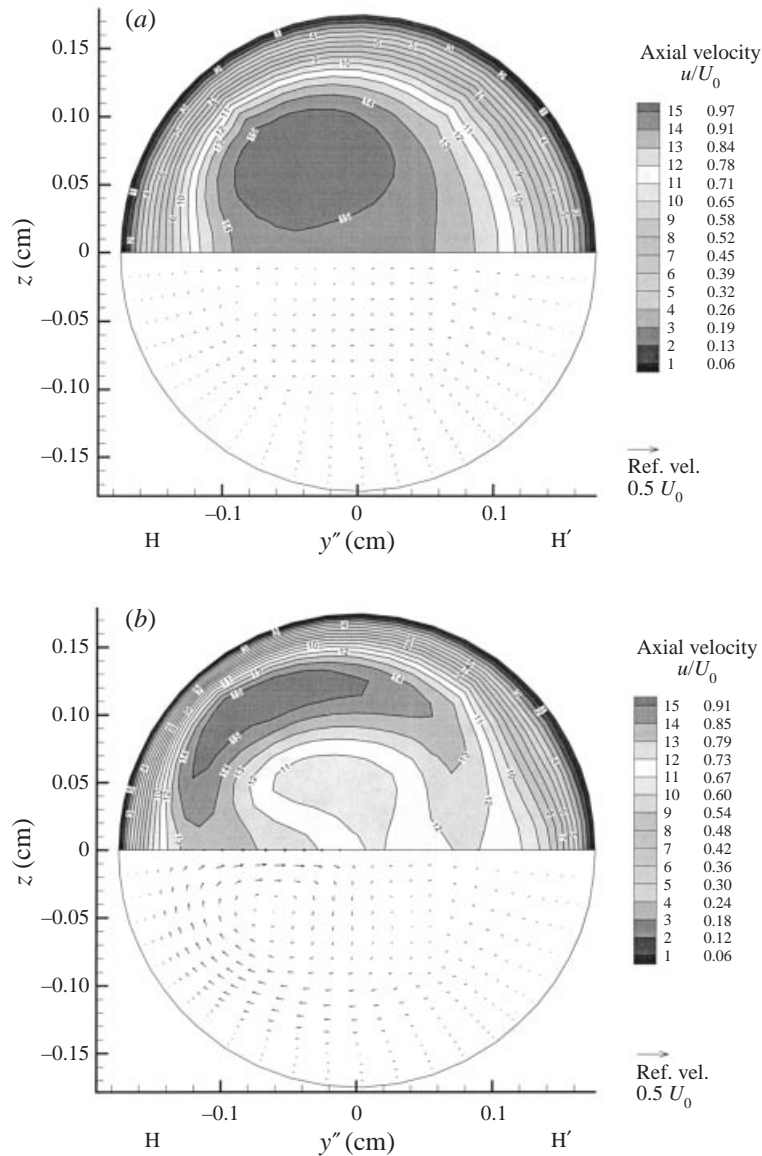 (a)
0.15
0.10
0.05
0
−0.05
−0.10
−0.15
z (cm)
−0.1
0
0.1
H
y″ (cm)
H′
Axial velocity
u/U0
15 0.97
14 0.91
13 0.84
12 0.78
11 0.71
10 0.65
9 0.58
8 0.52
7 0.45
6 0.39
5 0.32
4 0.26
3 0.19
2 0.13
1 0.06
Ref. vel.
0.5 U0
(b)
0.15
0.10
0.05
0
−0.05
−0.10
−0.15
z (cm)
−0.1
0
0.1
H
y″ (cm)
H′
Axial velocity
u/U0
15 0.91
14 0.85
13 0.79
12 0.73
11 0.67
10 0.60
9 0.54
8 0.48
7 0.42
6 0.36
5 0.30
4 0.24
3 0.18
2 0.12
1 0.06
Ref. vel.
0.5 U0